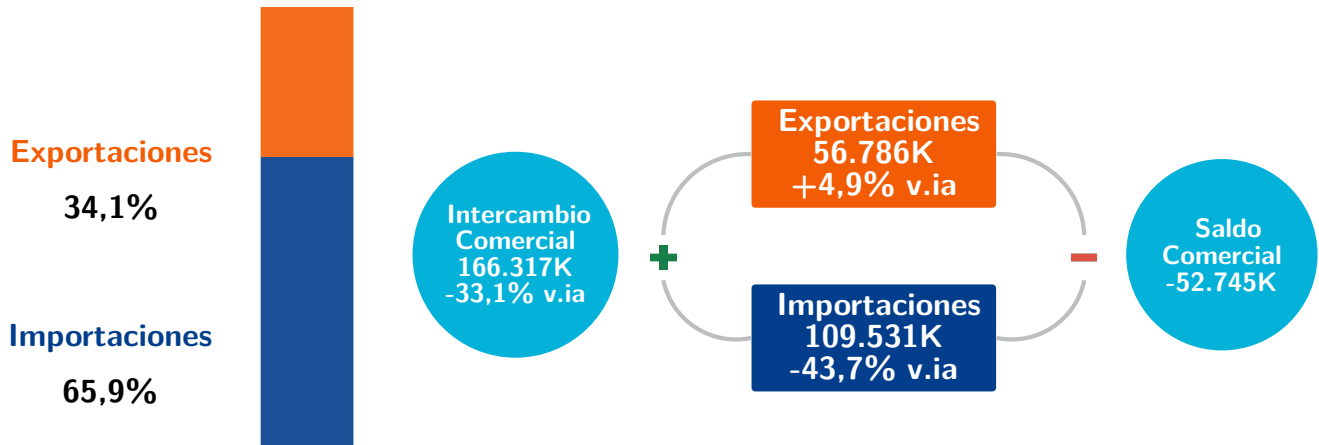 Exportaciones
34,1%
Importaciones
65,9%
Intercambio
Comercial
166.317K
-33,1% v.ia
+
Exportaciones
56.786K
+4,9% v.ia
Importaciones
109.531K
-43,7% v.ia
-
Saldo
Comercial
-52.745K